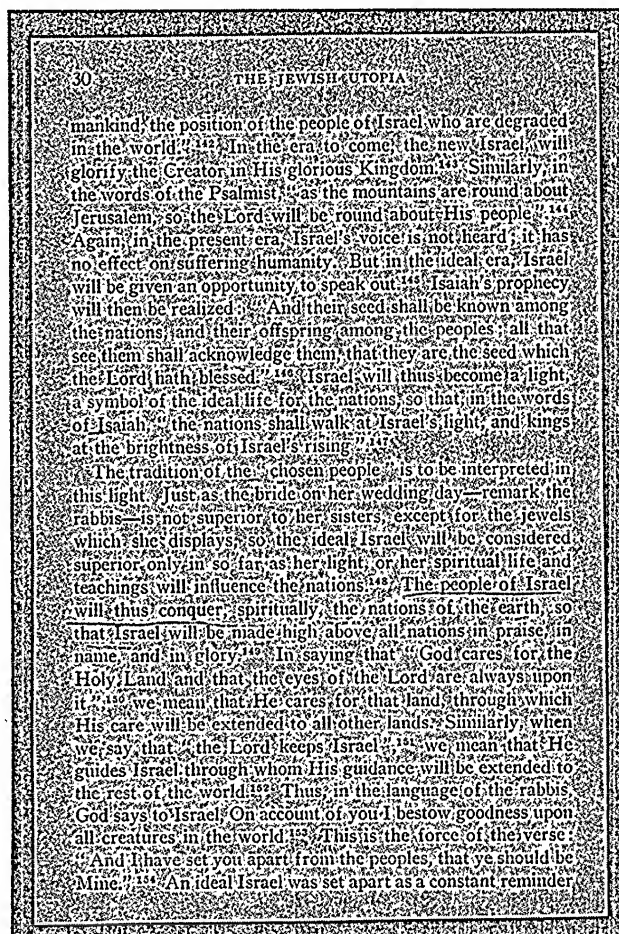 30 THE JEWISH UTOPIA
mankind, the position of the people of Israel who are degraded
in the world." 142 In the era to come, the new Israel, will
glorify the Creator in His glorious Kingdom.143 Similarly, in
the words of the Psalmist, "as the mountains are round about
Jerusalem, so the Lord will be round about His people".144
Again, in the present era, Israel's voice is not heard; it has
no effect on suffering humanity. But in the ideal era, Israel
will be given an opportunity to speak out.145 Isaiah's prophecy
will then be realized: "And their seed shall be known among
the nations, and their offspring among the peoples; all that
see them shall acknowledge them, that they are the seed which
the Lord hath blessed." 146 Israel will thus become a light,
a symbol of the ideal life for the nations, so that, in the words
of Isaiah, "the nations shall walk at Israel's light, and kings
at the brightness of Israel's rising".147
The tradition of the "chosen people" is to be interpreted in
this light. Just as the bride on her wedding day—remark the
rabbis—is not superior to her sisters except for the jewels
which she displays, so the ideal Israel will be considered
superior only in so far as her light, or her spiritual life and
teachings will influence the nations.148 The people of Israel
will thus conquer, spiritually, the nations of the earth, so
that Israel will be made high above all nations in praise, in
name, and in glory.149 In saying that "God cares for the
Holy Land and that the eyes of the Lord are always upon
it",150 we mean that He cares for that land, through which
His care will be extended to all other lands. Similarly, when
we say that "the Lord keeps Israel",151 we mean that He
guides Israel through whom His guidance will be extended to
the rest of the world.152 Thus, in the language of the rabbis,
God says to Israel, On account of you I bestow goodness upon
all creatures in the world.153 This is the force of the verse:
"And I have set you apart from the peoples, that ye should be
Mine." 154 An ideal Israel was set apart as a constant reminder